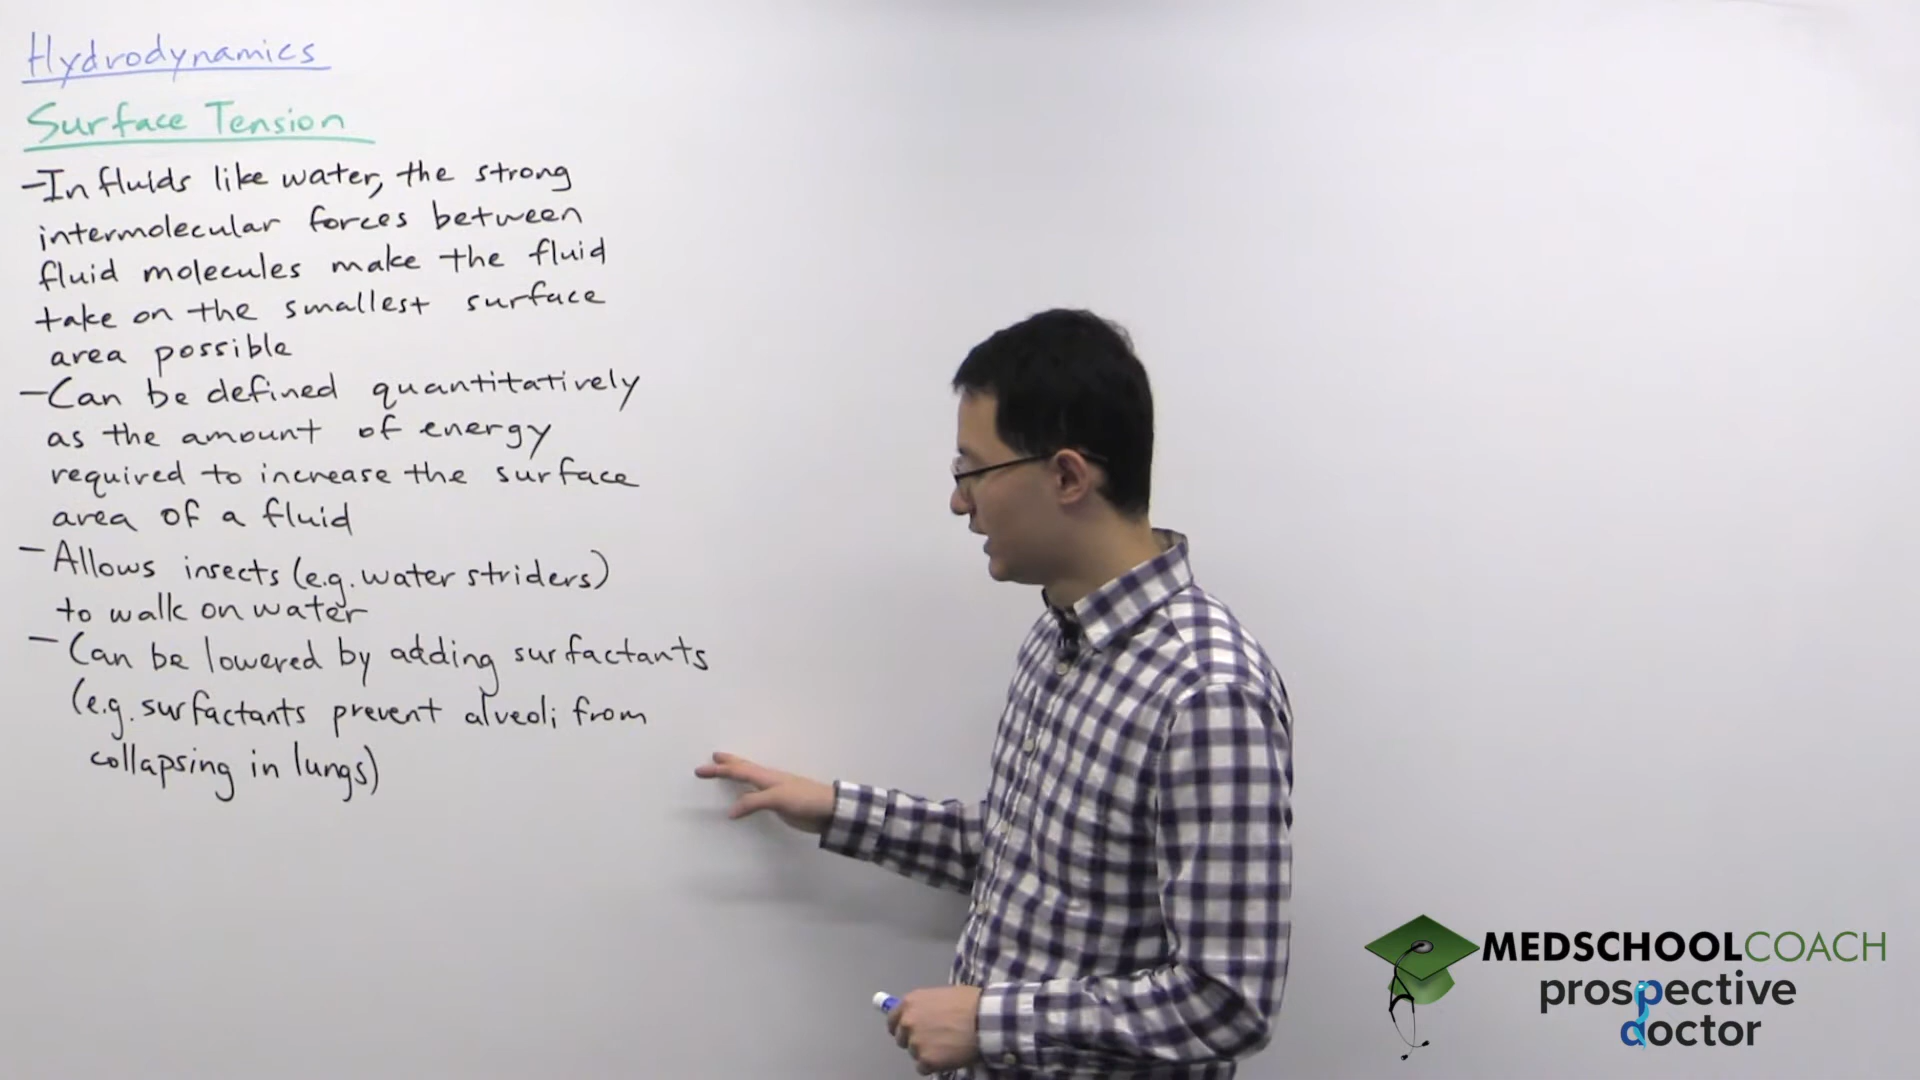 Hydrodynamics
Surface Tension
-In fluids like water, the strong
intermolecular forces between
fluid molecules make the fluid
take on the smallest surface
area possible
-Can be defined quantitatively
as the amount of energy
required to increase the surface
area of a fluid
- Allows insects (e.g. water striders)
to walk on water
- Can be lowered by adding surfactants
(e.g. surfactants prevent alveoli from
collapsing in lungs)
MEDSCHOOLCOACH
prospective
doctor